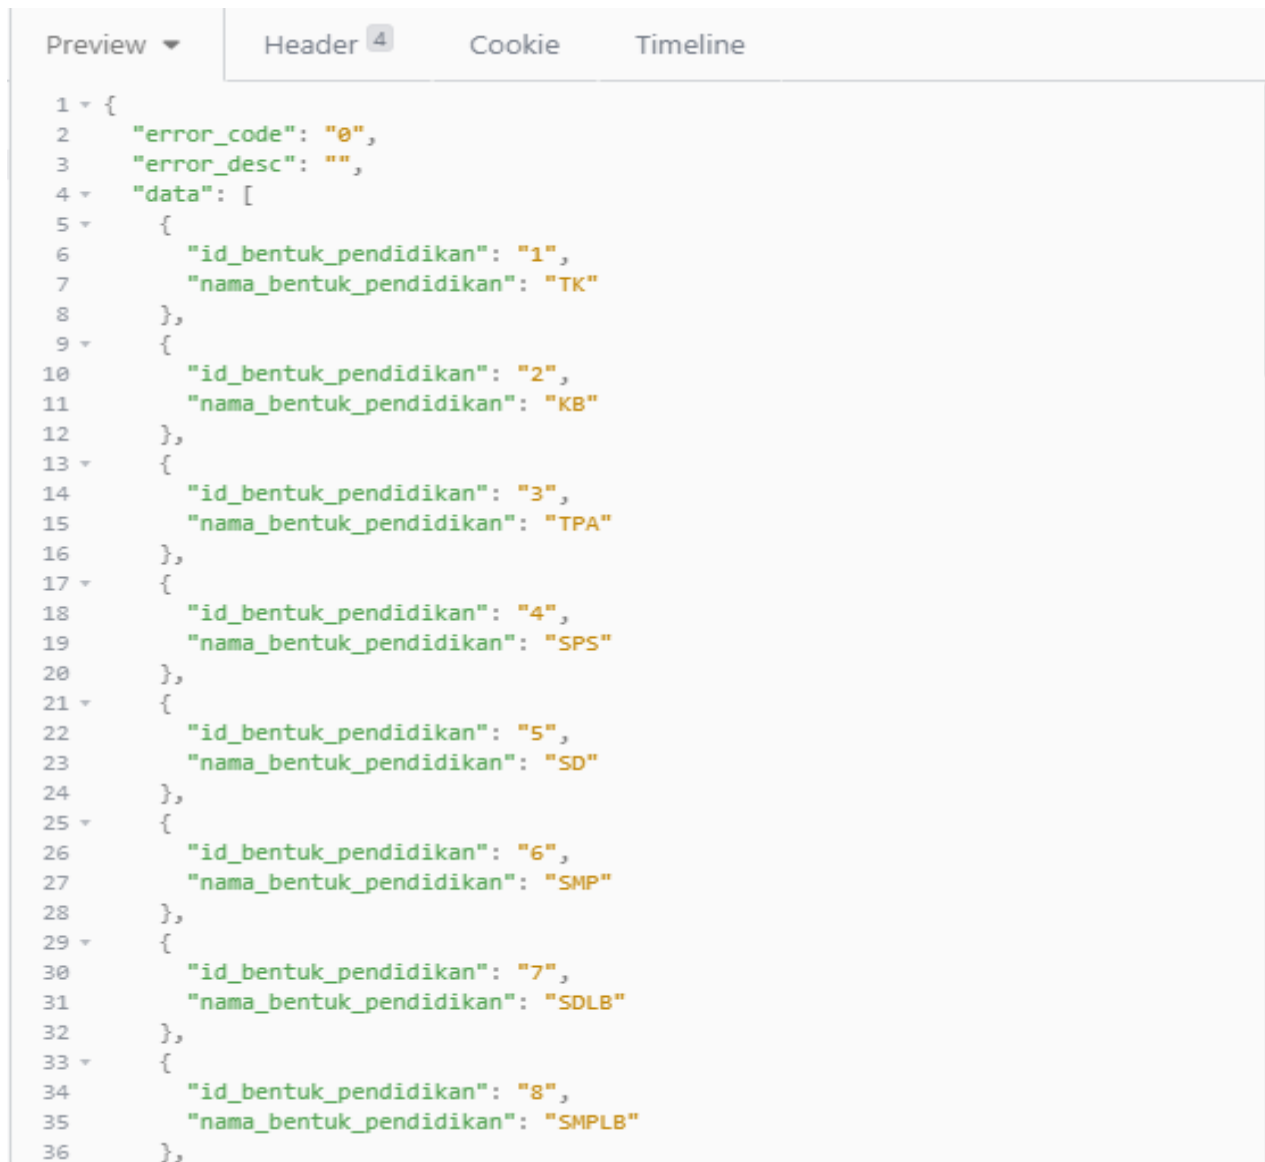 Preview Header 4 Cookie Timeline
1 {
2 "error_code": "0",
3 "error_desc": "",
4 "data": [
5 {
6 "id_bentuk_pendidikan": "1",
7 "nama_bentuk_pendidikan": "TK"
8 },
9 {
10 "id_bentuk_pendidikan": "2",
11 "nama_bentuk_pendidikan": "KB"
12 },
13 {
14 "id_bentuk_pendidikan": "3",
15 "nama_bentuk_pendidikan": "TPA"
16 },
17 {
18 "id_bentuk_pendidikan": "4",
19 "nama_bentuk_pendidikan": "SPS"
20 },
21 {
22 "id_bentuk_pendidikan": "5",
23 "nama_bentuk_pendidikan": "SD"
24 },
25 {
26 "id_bentuk_pendidikan": "6",
27 "nama_bentuk_pendidikan": "SMP"
28 },
29 {
30 "id_bentuk_pendidikan": "7",
31 "nama_bentuk_pendidikan": "SDLB"
32 },
33 {
34 "id_bentuk_pendidikan": "8",
35 "nama_bentuk_pendidikan": "SMPLB"
36 },